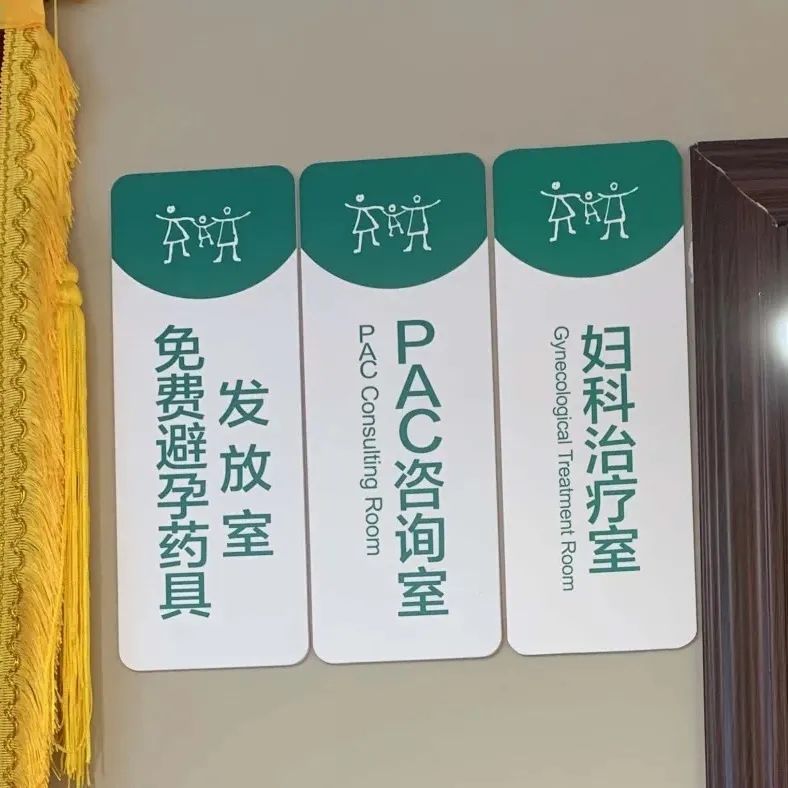 免费避孕药具
发放室
PAC咨询室
PAC Consulting Room
妇科治疗室
Gynecological Treatment Room